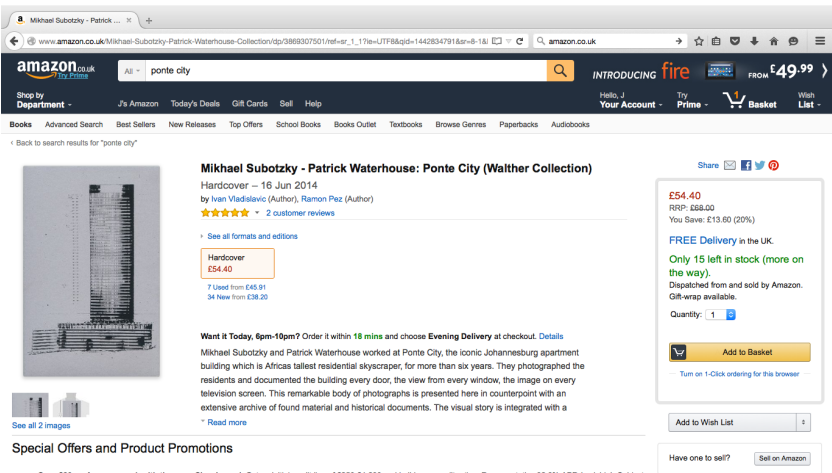 Mikhael Subotzky - Patrick ...
www.amazon.co.uk/Mikhael-Subotzky-Patrick-Waterhouse-Collection/dp/3869307501/ref=sr_1_1?ie=UTF8&qid=1442834791&sr=8-1&
amazon.co.uk
amazon.co.uk
Try Prime
All
ponte city
INTRODUCING fire FROM £49.99
Shop by
Department
J's Amazon Today's Deals Gift Cards Sell Help
Hello, J
Your Account
Try
Prime
1
Basket
Wish
List
Books Advanced Search Best Sellers New Releases Top Offers School Books Books Outlet Textbooks Browse Genres Paperbacks Audiobooks
‹ Back to search results for "ponte city"
Share
Mikhael Subotzky - Patrick Waterhouse: Ponte City (Walther Collection)
Hardcover – 16 Jun 2014
by Ivan Vladislavic (Author), Ramon Pez (Author)
2 customer reviews
› See all formats and editions
Hardcover
£54.40
7 Used from £45.91
34 New from £38.20
Want it Today, 6pm-10pm? Order it within 18 mins and choose Evening Delivery at checkout. Details
Mikhael Subotzky and Patrick Waterhouse worked at Ponte City, the iconic Johannesburg apartment
building which is Africas tallest residential skyscraper, for more than six years. They photographed the
residents and documented the building every door, the view from every window, the image on every
television screen. This remarkable body of photographs is presented here in counterpoint with an
extensive archive of found material and historical documents. The visual story is integrated with a
Read more
£54.40
RRP: £68.00
You Save: £13.60 (20%)
FREE Delivery in the UK.
Only 15 left in stock (more on
the way).
Dispatched from and sold by Amazon.
Gift-wrap available.
Quantity: 1
Add to Basket
Turn on 1-Click ordering for this browser
Add to Wish List
Have one to sell? Sell on Amazon
See all 2 images
Special Offers and Product Promotions